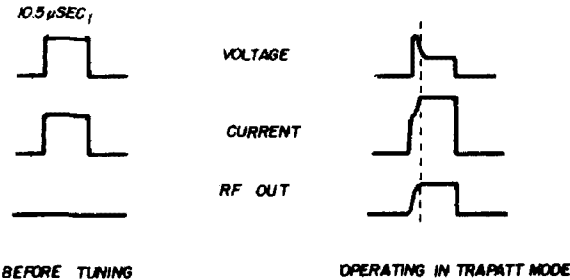 10.5 µSEC,
VOLTAGE
CURRENT
RF OUT
BEFORE TUNING
OPERATING IN TRAPATT MODE